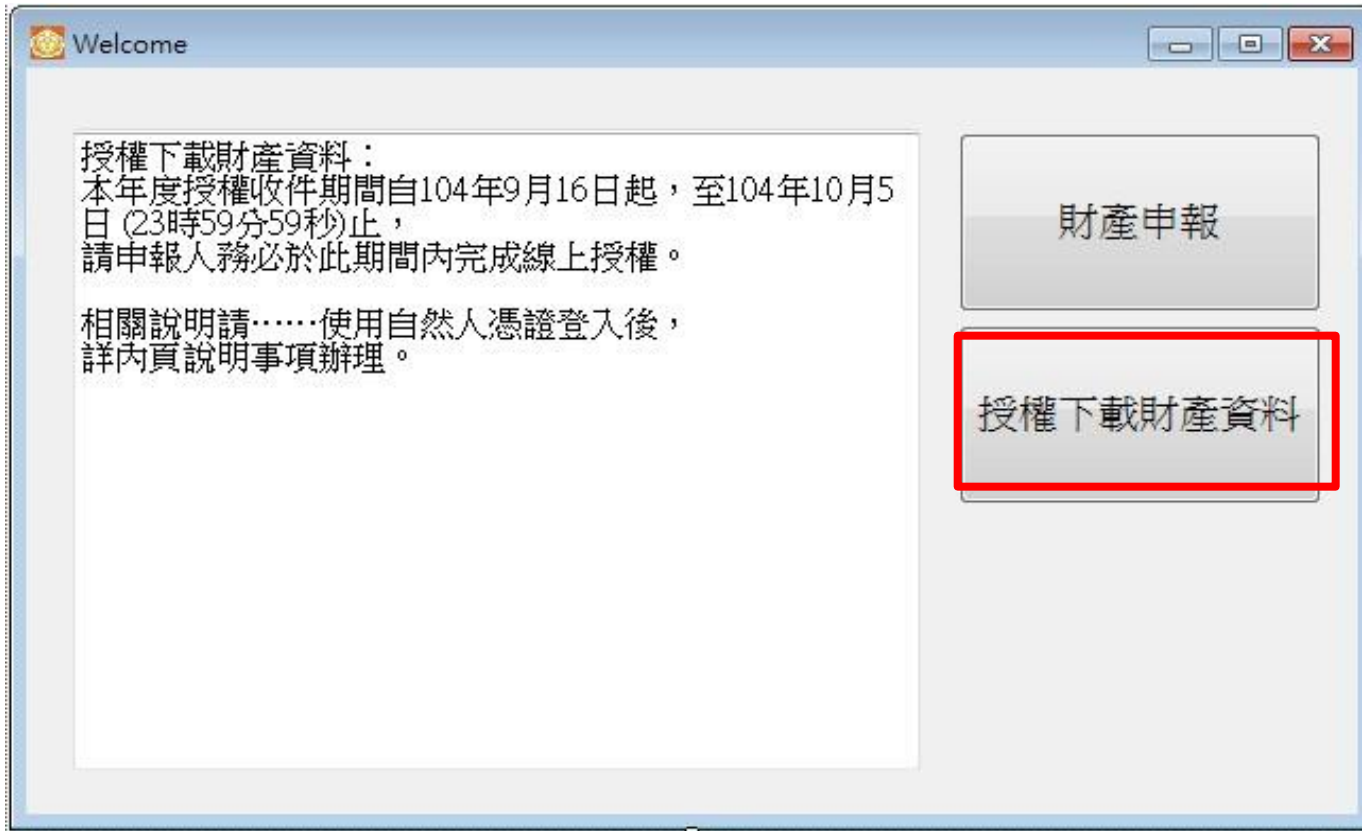 Welcome
授權下載財產資料：
本年度授權收件期間自104年9月16日起，至104年10月5
日 (23時59分59秒)止，
請申報人務必於此期間內完成線上授權。
相關說明請……使用自然人憑證登入後，
詳內頁說明事項辦理。
財產申報
授權下載財產資料